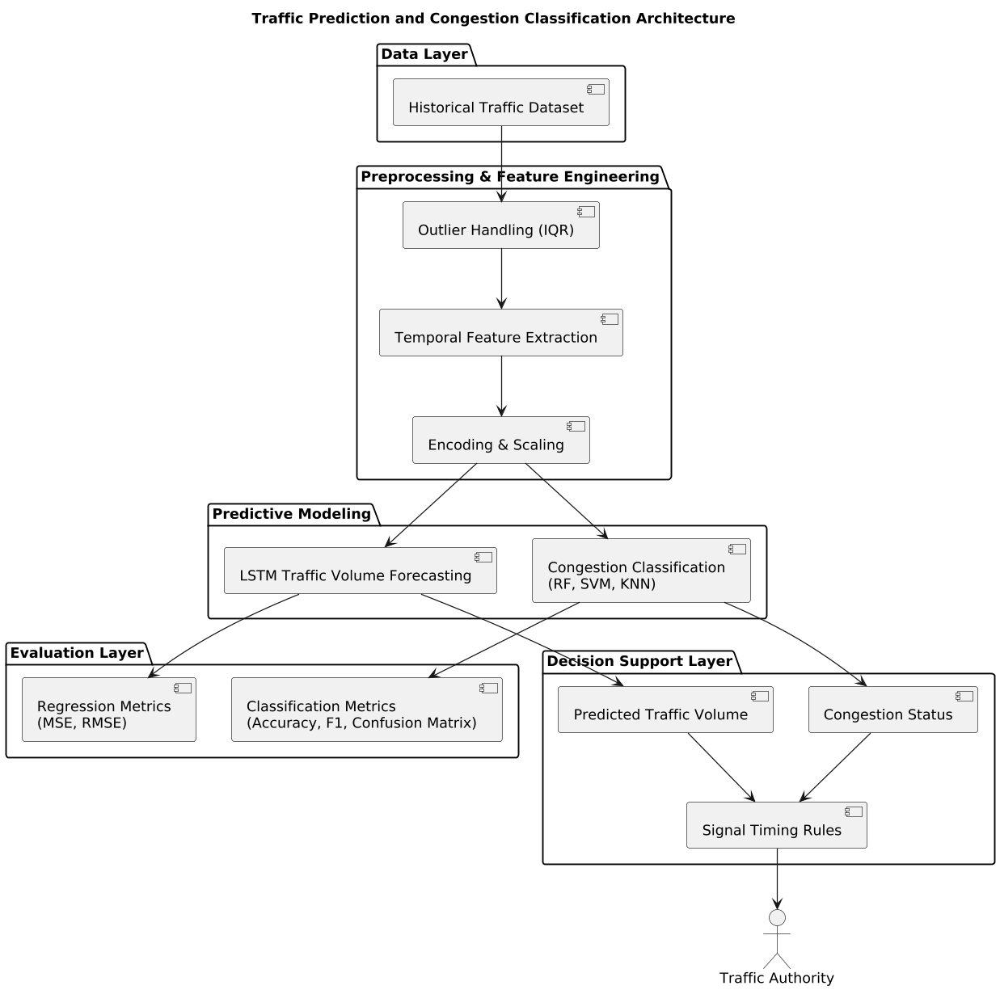 Traffic Prediction and Congestion Classification Architecture
Data Layer
Historical Traffic Dataset
Preprocessing & Feature Engineering
Outlier Handling (IQR)
Temporal Feature Extraction
Encoding & Scaling
Predictive Modeling
LSTM Traffic Volume Forecasting
Congestion Classification
(RF, SVM, KNN)
Evaluation Layer
Regression Metrics
(MSE, RMSE)
Classification Metrics
(Accuracy, F1, Confusion Matrix)
Decision Support Layer
Predicted Traffic Volume
Congestion Status
Signal Timing Rules
Traffic Authority